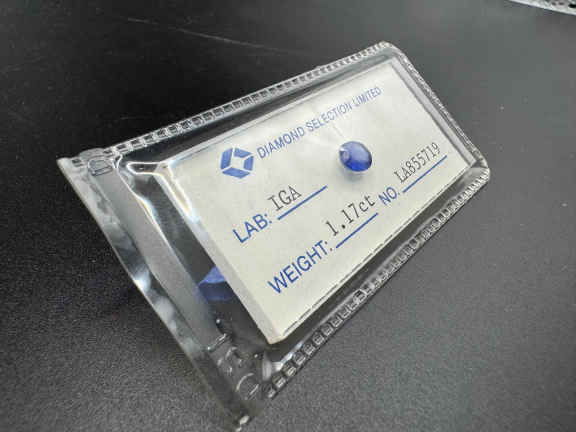 DIAMOND SELECTION LIMITED
LAB: IGA
WEIGHT: 1.17ct NO. LA855719